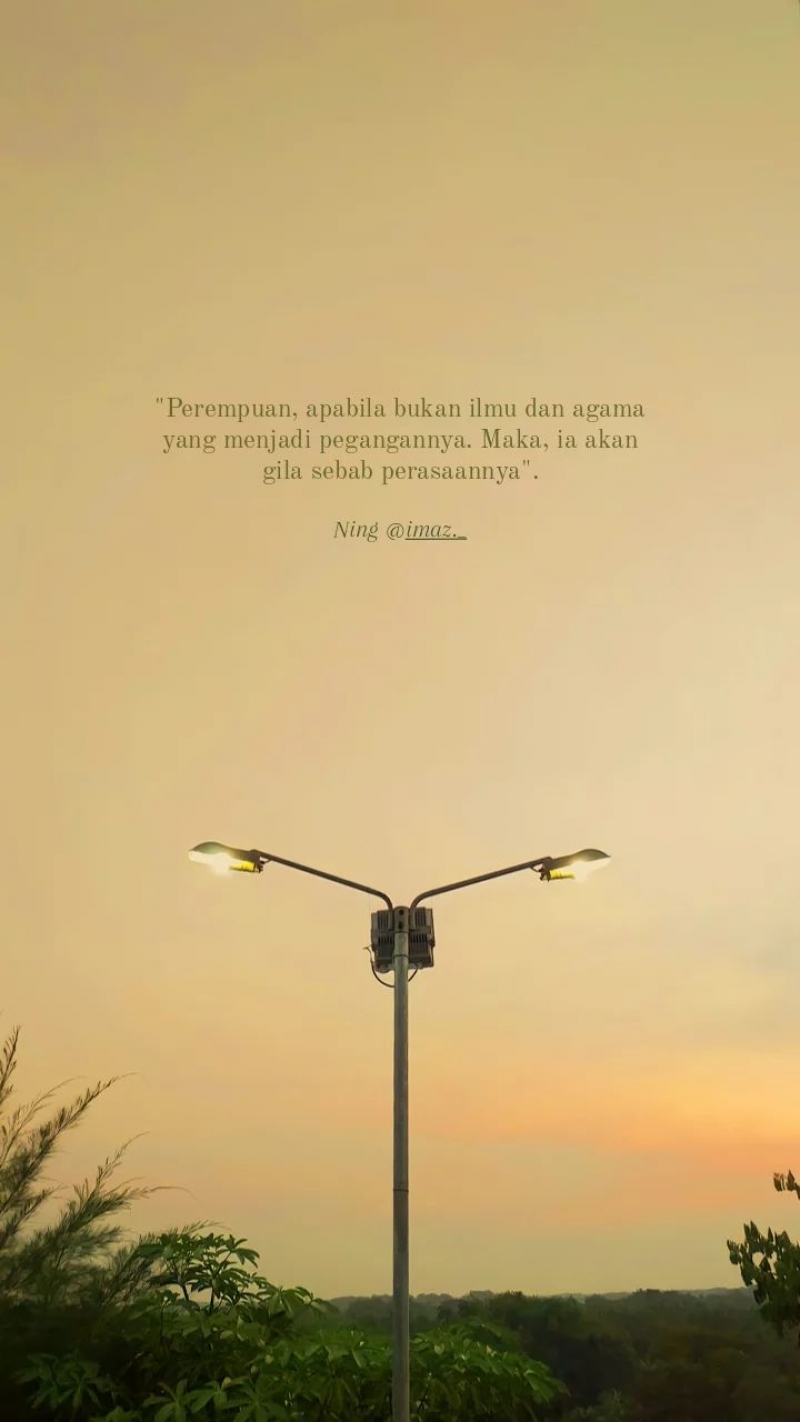 "Perempuan, apabila bukan ilmu dan agama
yang menjadi pegangannya. Maka, ia akan
gila sebab perasaannya".
Ning @imaz._